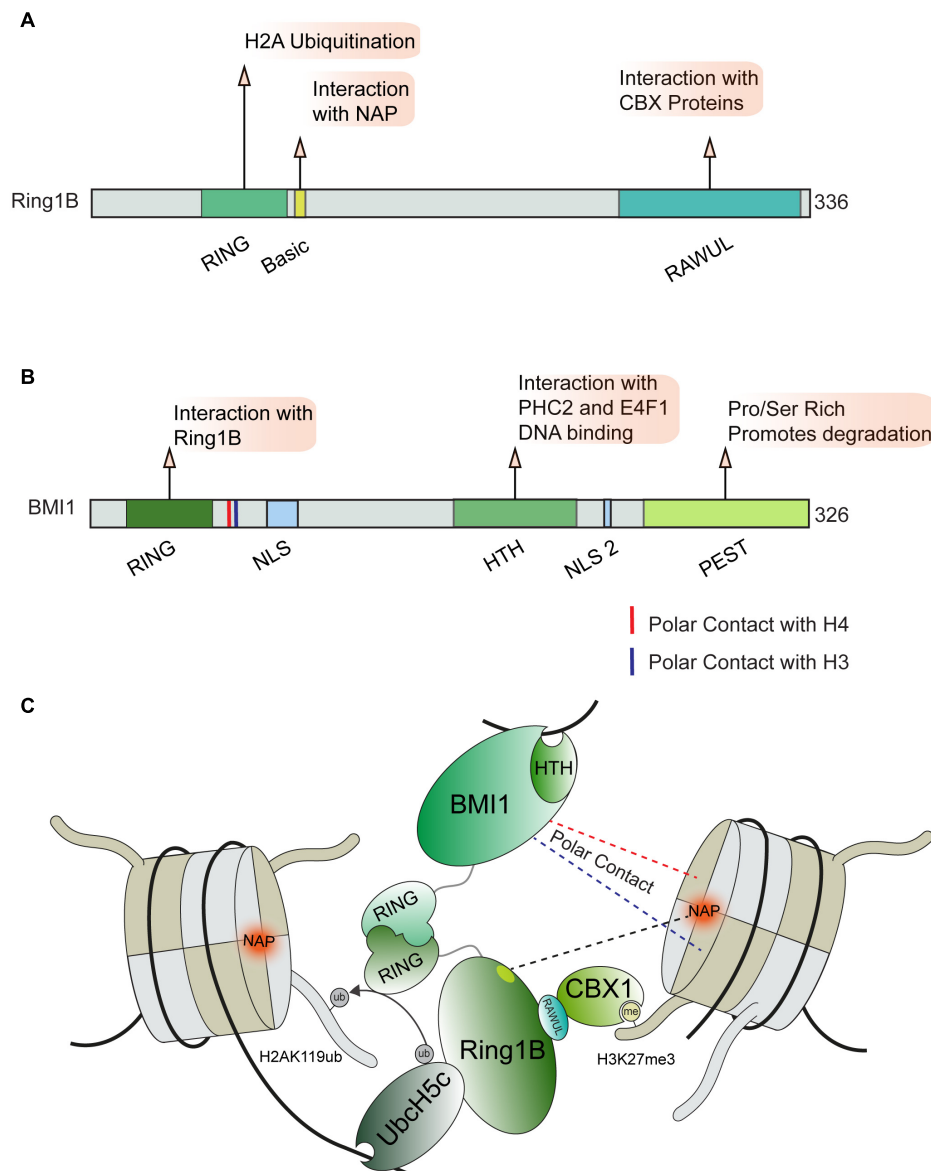 A
H2A Ubiquitination
Interaction
with NAP
Interaction with
CBX Proteins
Ring1B
336
RING
Basic
RAWUL
B
Interaction with
Ring1B
Interaction with
PHC2 and E4F1
DNA binding
Pro/Ser Rich
Promotes degradation
BMI1
326
RING
NLS
HTH
NLS 2
PEST
Polar Contact with H4
Polar Contact with H3
C
HTH
BMI1
Polar Contact
NAP
NAP
RING
RING
CBX1
RAWUL
me
ub
H2AK119ub
ub
Ring1B
H3K27me3
UbcH5c